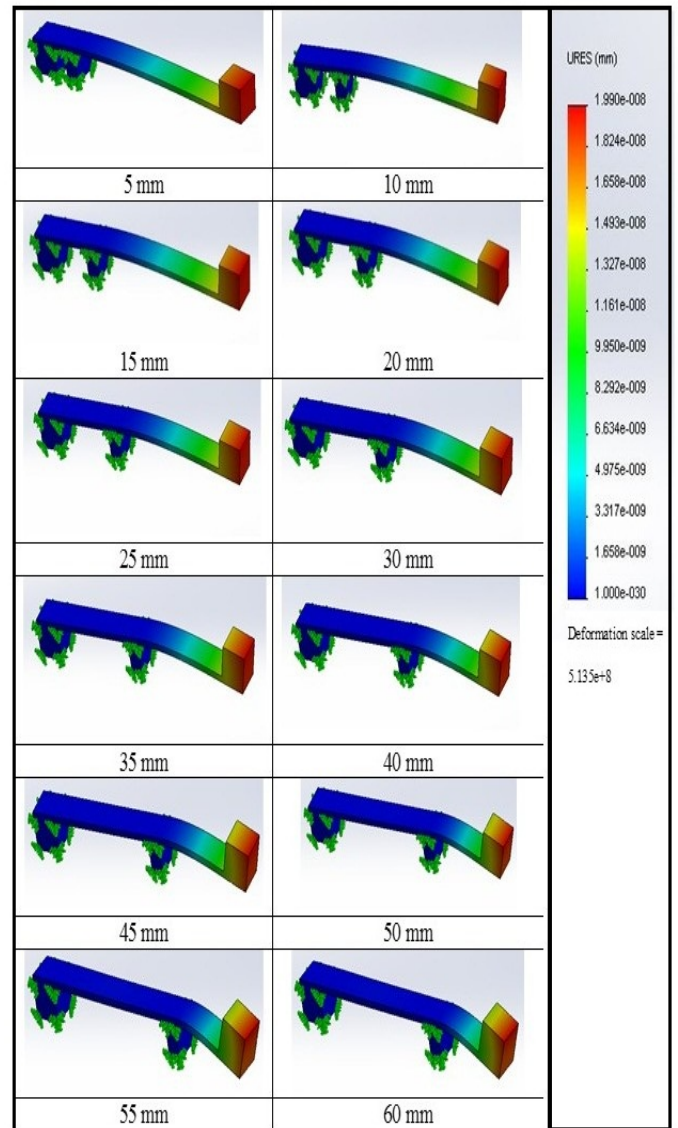 5 mm
10 mm
15 mm
20 mm
25 mm
30 mm
35 mm
40 mm
45 mm
50 mm
55 mm
60 mm
URES (mm)
1.990e-008
1.824e-008
1.658e-008
1.493e-008
1.327e-008
1.161e-008
9.950e-009
8.292e-009
6.634e-009
4.975e-009
3.317e-009
1.658e-009
1.000e-030
Deformation scale =
5.135e+8